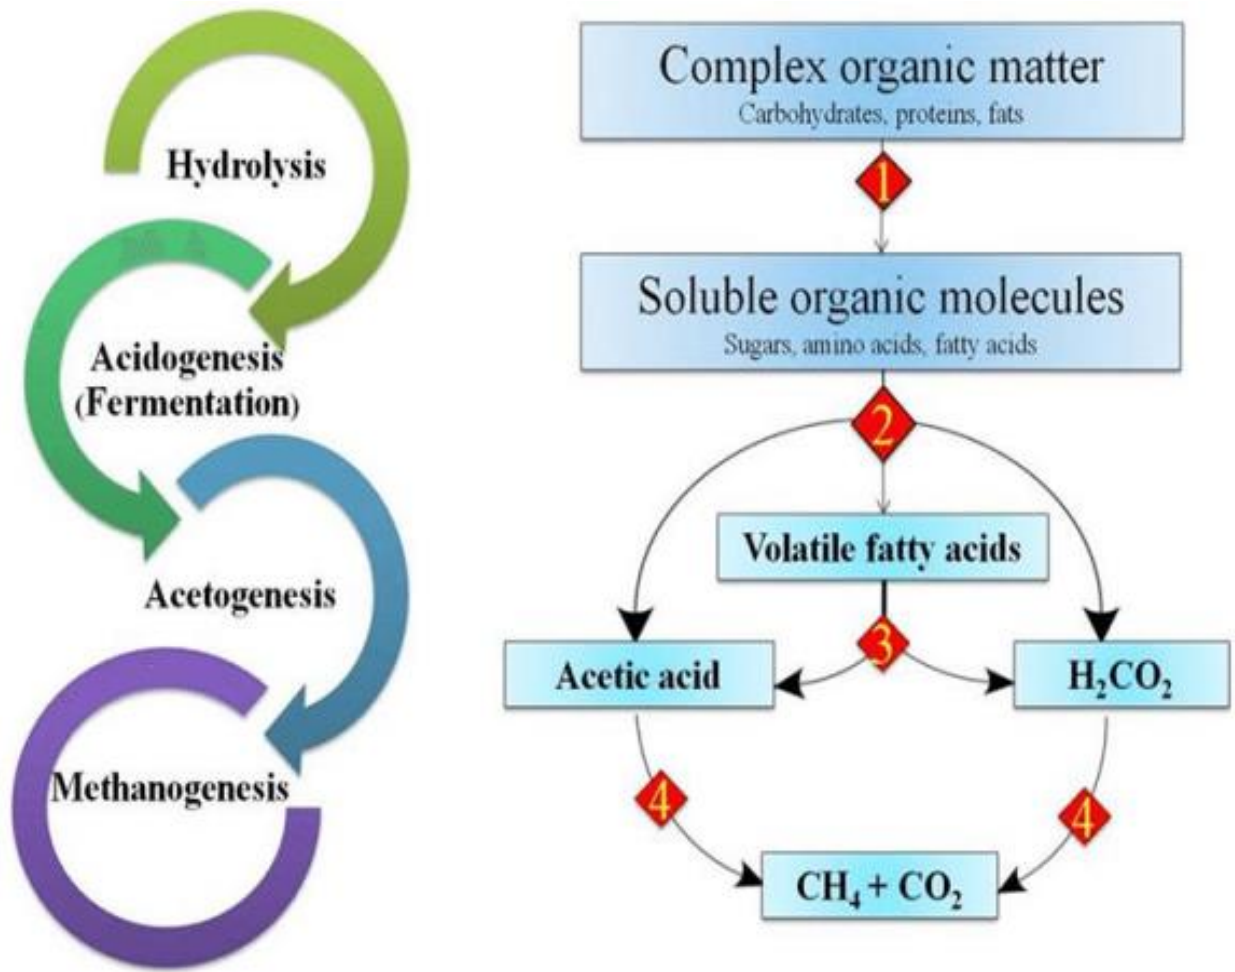 Hydrolysis
Acidogenesis
(Fermentation)
Acetogenesis
Methanogenesis
Complex organic matter
Carbohydrates, proteins, fats
1
Soluble organic molecules
Sugars, amino acids, fatty acids
2
Volatile fatty acids
3
Acetic acid
H₂CO₂
4
4
CH₄ + CO₂